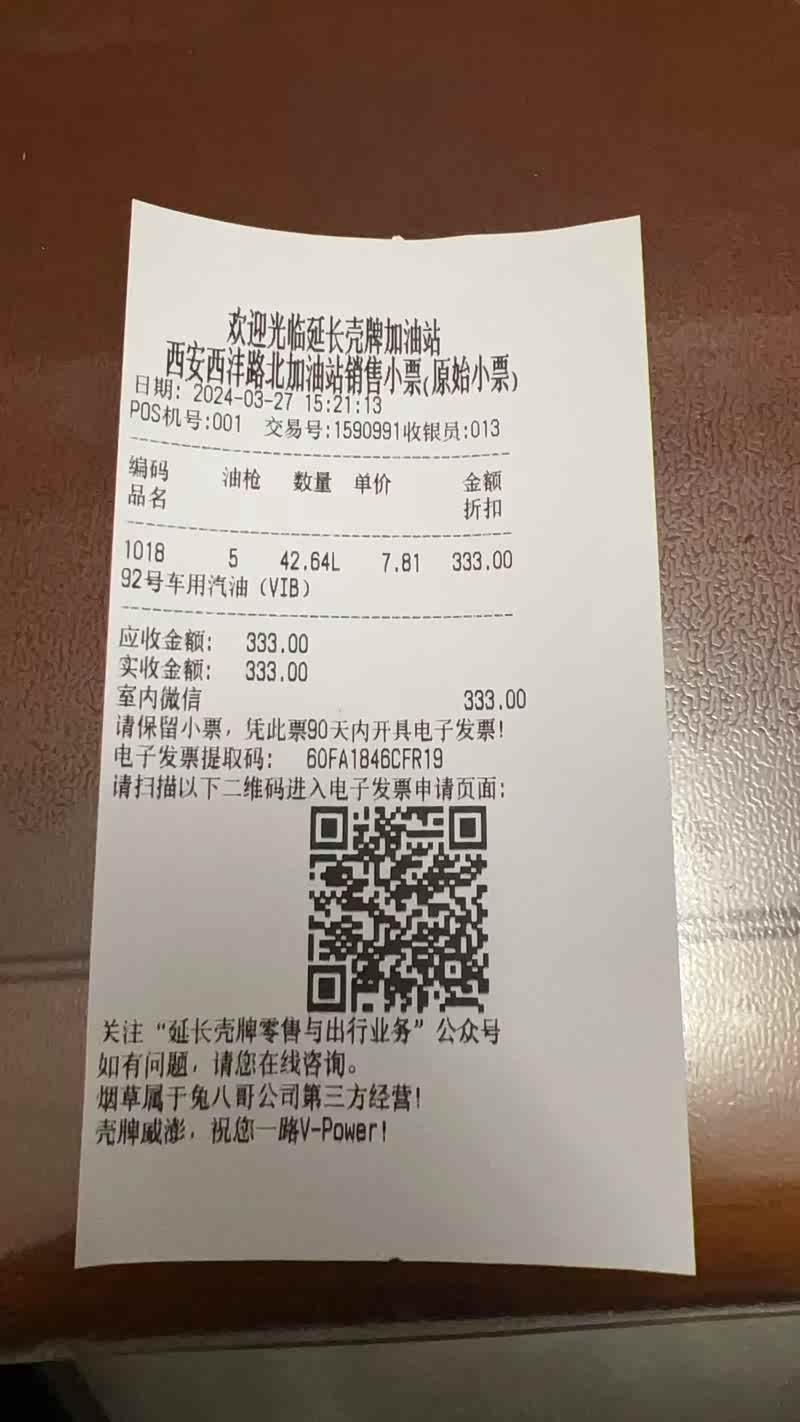 欢迎光临延长壳牌加油站
西安西沣路北加油站销售小票(原始小票)
日期: 2024-03-27 15:21:13
POS机号:001 交易号:1590991收银员:013
编码 油枪 数量 单价 金额
品名 折扣
1018 5 42.64L 7.81 333.00
92号车用汽油（VIB）
应收金额: 333.00
实收金额: 333.00
室内微信 333.00
请保留小票，凭此票90天内开具电子发票!
电子发票提取码: 60FA1846CFR19
请扫描以下二维码进入电子发票申请页面:
关注“延长壳牌零售与出行业务”公众号
如有问题，请您在线咨询。
烟草属于兔八哥公司第三方经营!
壳牌威澎，祝您一路V-Power!